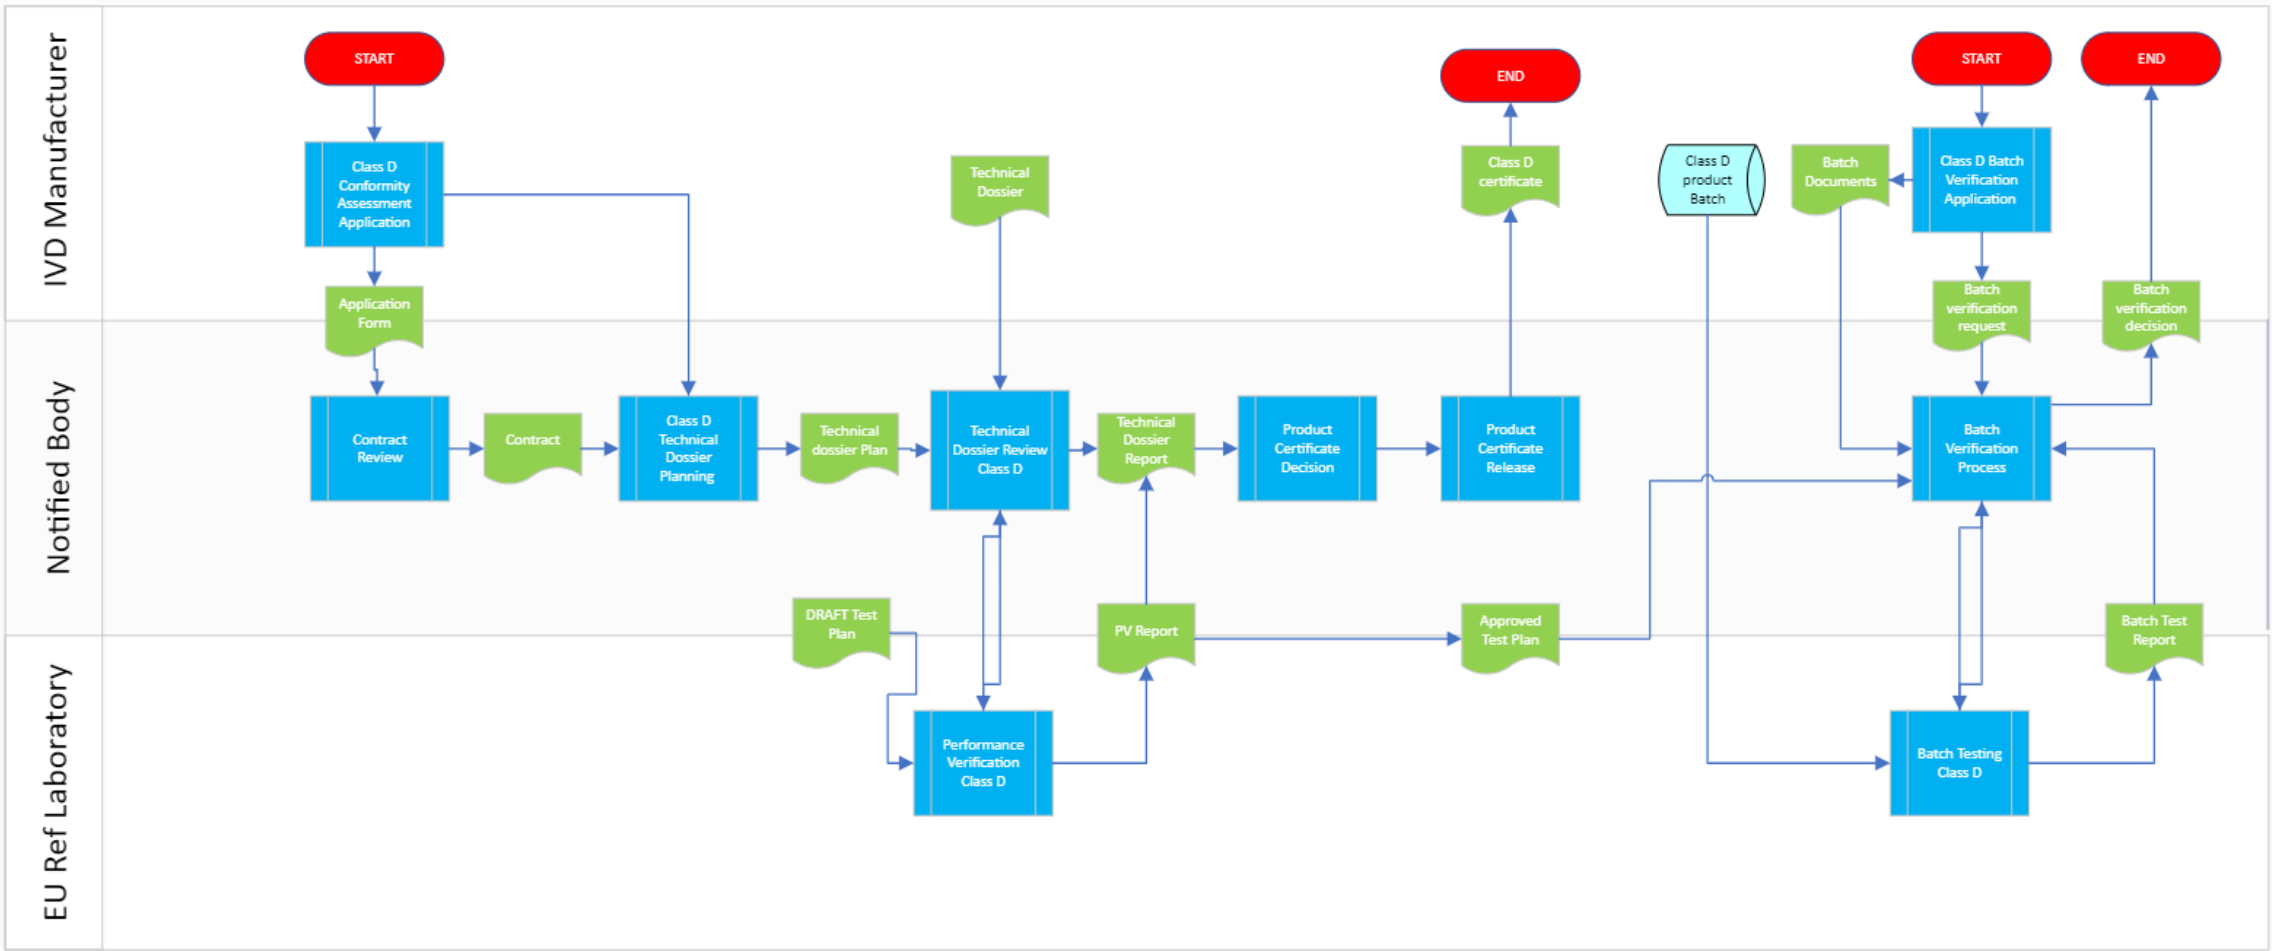 IVD Manufacturer
START
Class D
Conformity
Assessment
Application
Application
Form
Technical
Dossier
END
Class D
certificate
Class D
product
Batch
Batch
Documents
START
Class D Batch
Verification
Application
Batch
verification
request
END
Batch
verification
decision
Notified Body
Contract
Review
Contract
Class D
Technical
Dossier
Planning
Technical
dossier Plan
Technical
Dossier Review
Class D
Technical
Dossier
Report
Product
Certificate
Decision
Product
Certificate
Release
Batch
Verification
Process
DRAFT Test
Plan
PV Report
Approved
Test Plan
Batch Test
Report
EU Ref Laboratory
Performance
Verification
Class D
Batch Testing
Class D